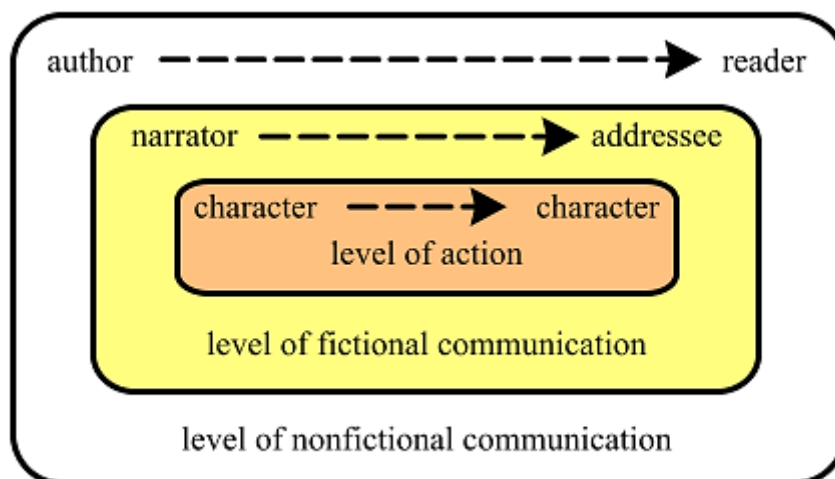 author reader
narrator addressee
character character
level of action
level of fictional communication
level of nonfictional communication